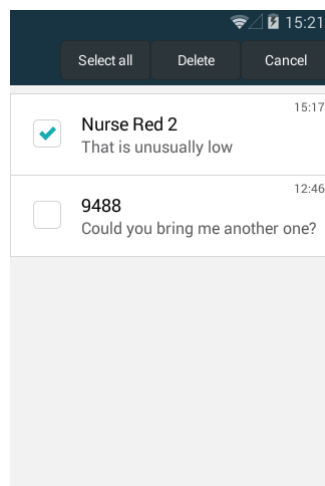 15:21
Select all Delete Cancel
15:17
Nurse Red 2
That is unusually low
12:46
9488
Could you bring me another one?